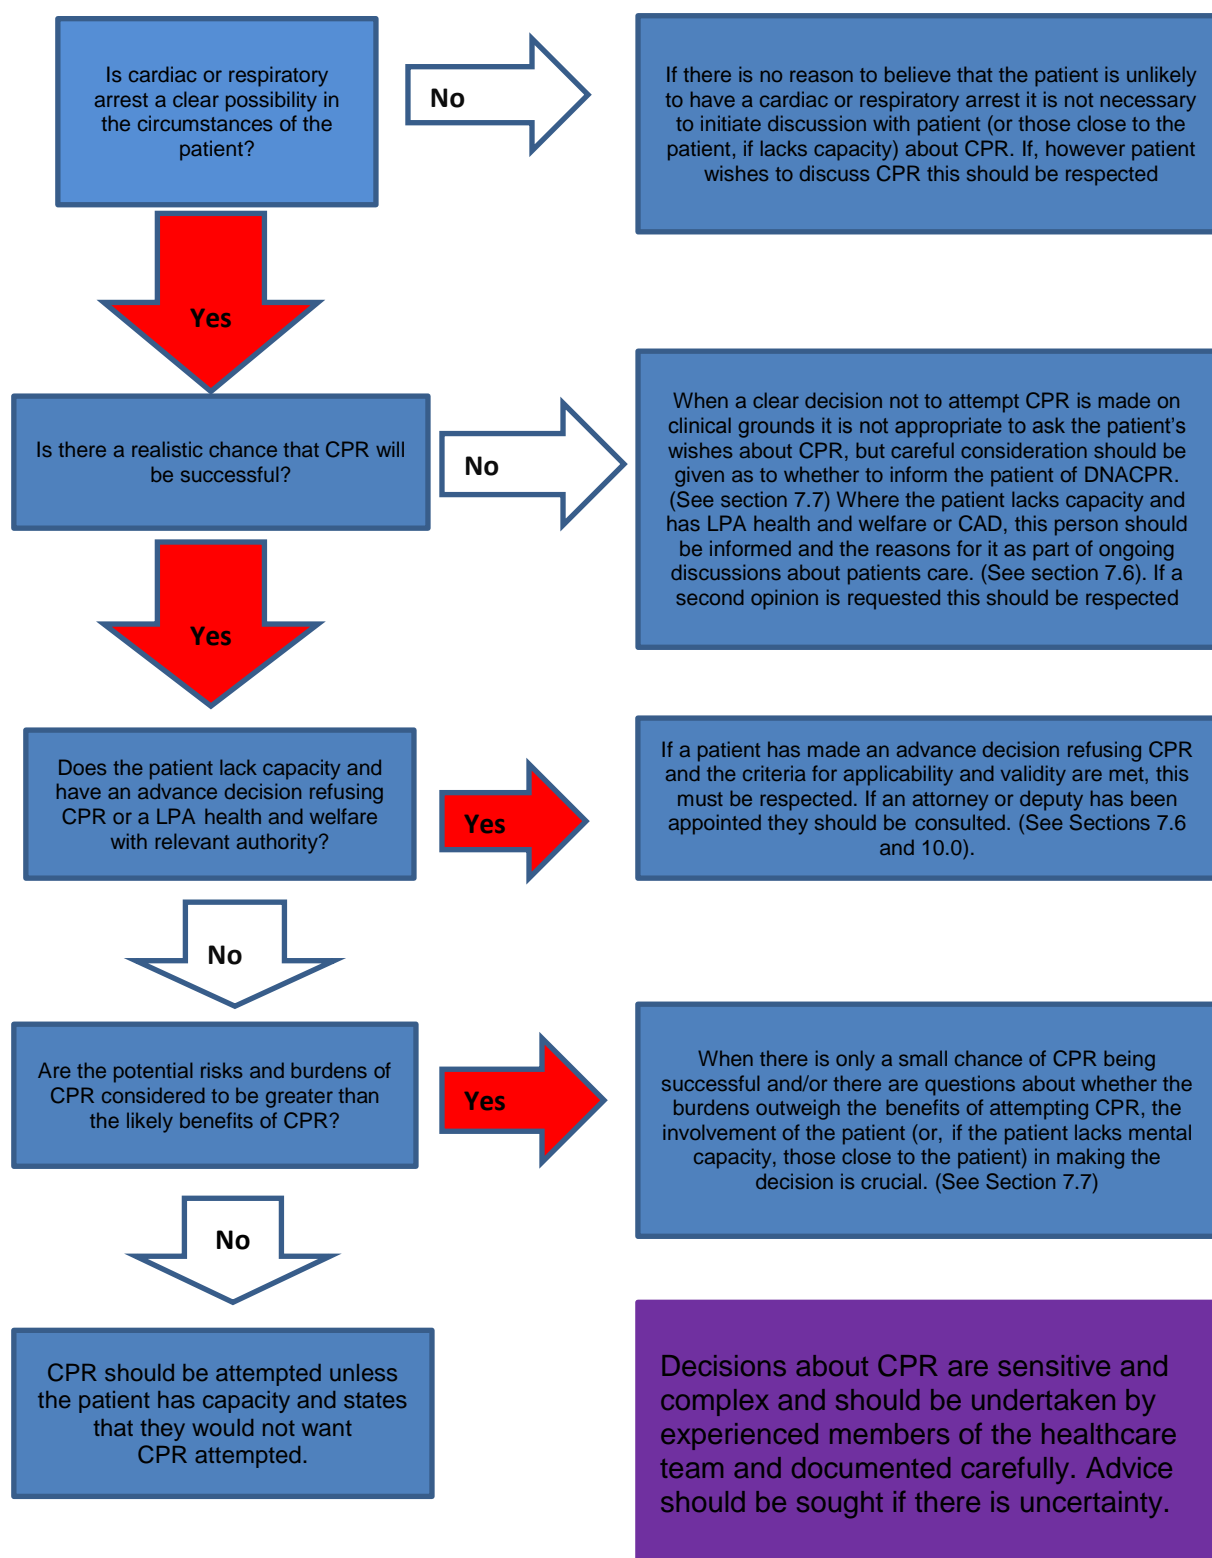 Is cardiac or respiratory
arrest a clear possibility in
the circumstances of the
patient?
No
If there is no reason to believe that the patient is unlikely
to have a cardiac or respiratory arrest it is not necessary
to initiate discussion with patient (or those close to the
patient, if lacks capacity) about CPR. If, however patient
wishes to discuss CPR this should be respected
Yes
Is there a realistic chance that CPR will
be successful?
No
When a clear decision not to attempt CPR is made on
clinical grounds it is not appropriate to ask the patient's
wishes about CPR, but careful consideration should be
given as to whether to inform the patient of DNACPR.
(See section 7.7) Where the patient lacks capacity and
has LPA health and welfare or CAD, this person should
be informed and the reasons for it as part of ongoing
discussions about patients care. (See section 7.6). If a
second opinion is requested this should be respected
Yes
Does the patient lack capacity and
have an advance decision refusing
CPR or a LPA health and welfare
with relevant authority?
Yes
If a patient has made an advance decision refusing CPR
and the criteria for applicability and validity are met, this
must be respected. If an attorney or deputy has been
appointed they should be consulted. (See Sections 7.6
and 10.0).
No
Are the potential risks and burdens of
CPR considered to be greater than
the likely benefits of CPR?
Yes
When there is only a small chance of CPR being
successful and/or there are questions about whether the
burdens outweigh the benefits of attempting CPR, the
involvement of the patient (or, if the patient lacks mental
capacity, those close to the patient) in making the
decision is crucial. (See Section 7.7)
No
CPR should be attempted unless
the patient has capacity and states
that they would not want
CPR attempted.
Decisions about CPR are sensitive and
complex and should be undertaken by
experienced members of the healthcare
team and documented carefully. Advice
should be sought if there is uncertainty.